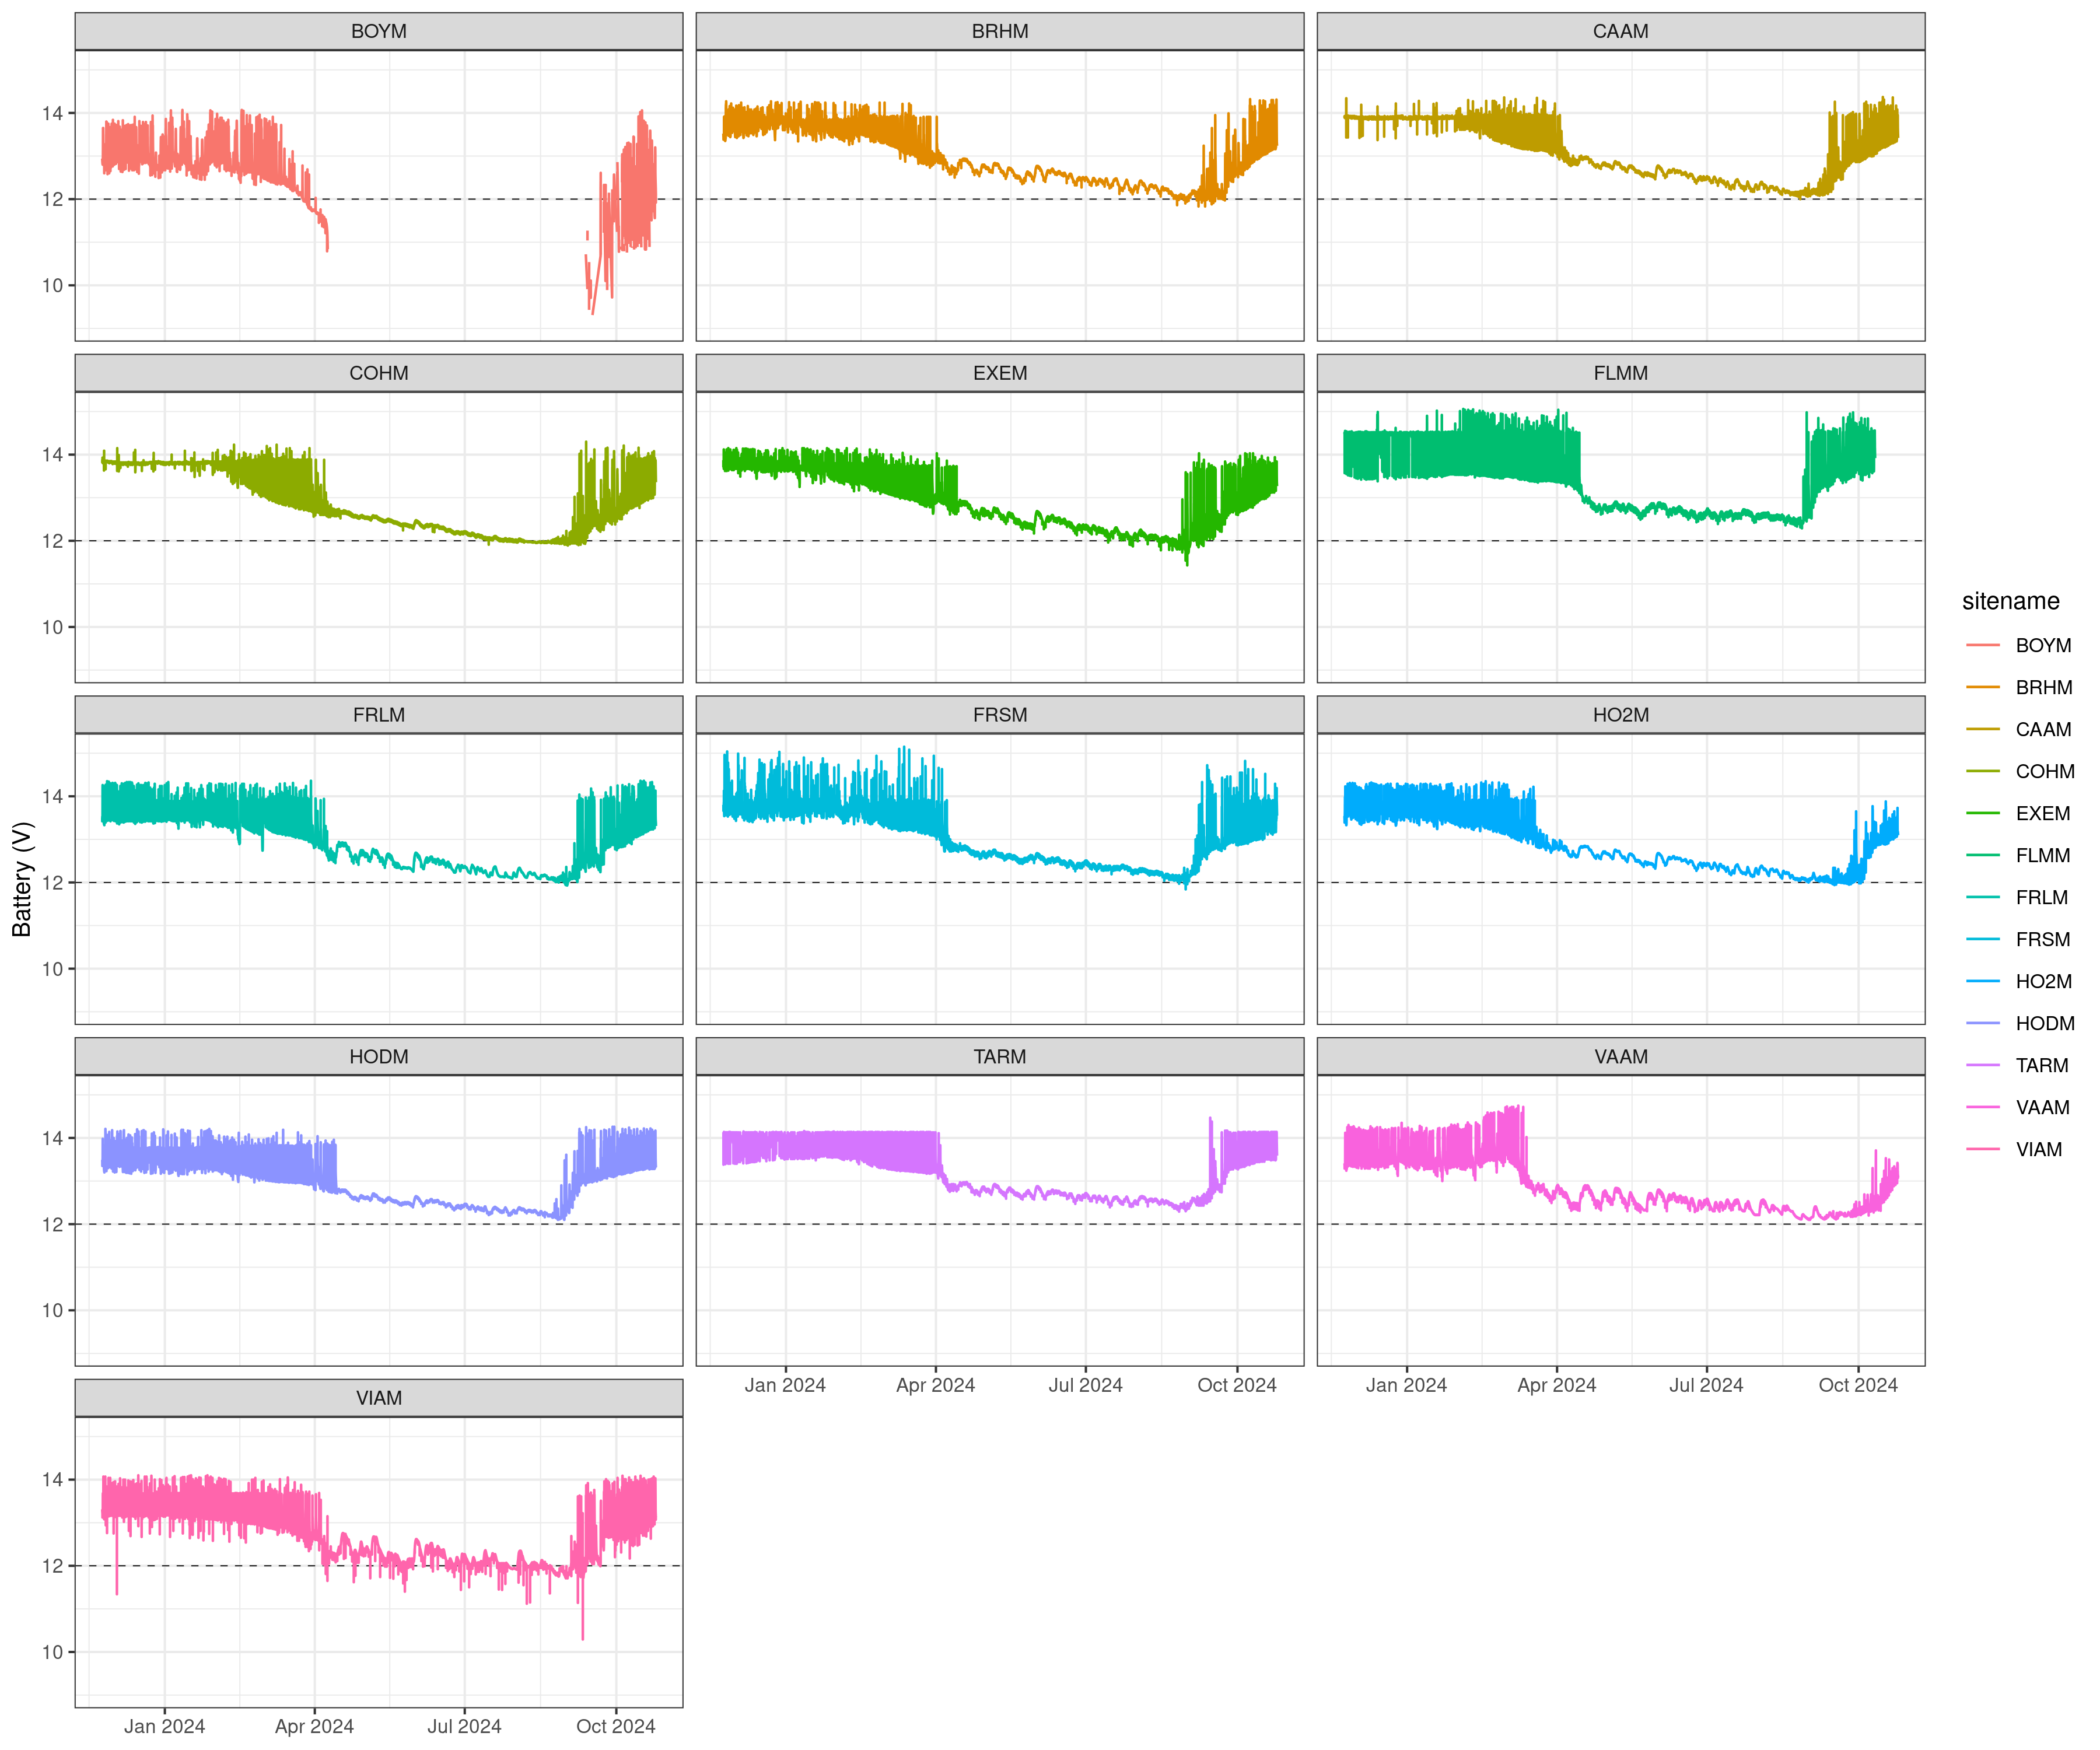 BOYM BRHM CAAM
14
12
10
COHM EXEM FLMM
14
12
10
FRLM FRSM HO2M
14
12
10
HODM TARM VAAM
14
12
10
Jan 2024 Apr 2024 Jul 2024 Oct 2024 Jan 2024 Apr 2024 Jul 2024 Oct 2024
VIAM
14
12
10
Jan 2024 Apr 2024 Jul 2024 Oct 2024
Battery (V)
sitename
BOYM
BRHM
CAAM
COHM
EXEM
FLMM
FRLM
FRSM
HO2M
HODM
TARM
VAAM
VIAM